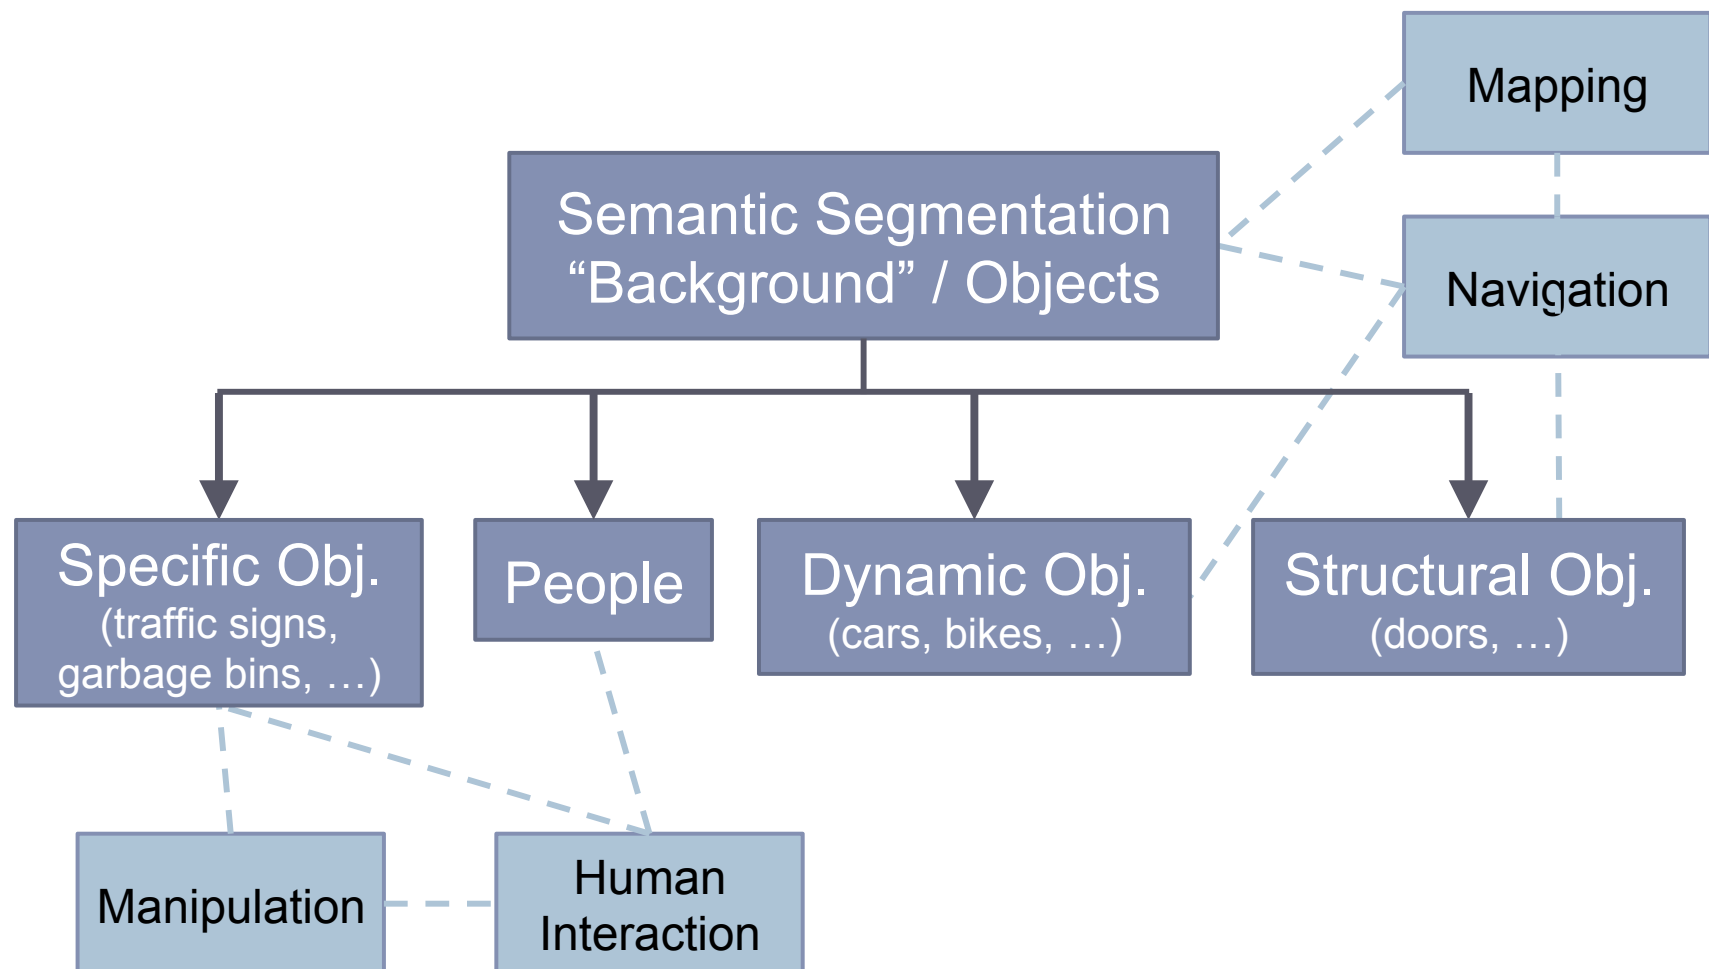 Mapping
Semantic Segmentation
“Background” / Objects
Navigation
Specific Obj.
(traffic signs,
garbage bins, …)
People
Dynamic Obj.
(cars, bikes, …)
Structural Obj.
(doors, …)
Manipulation
Human
Interaction